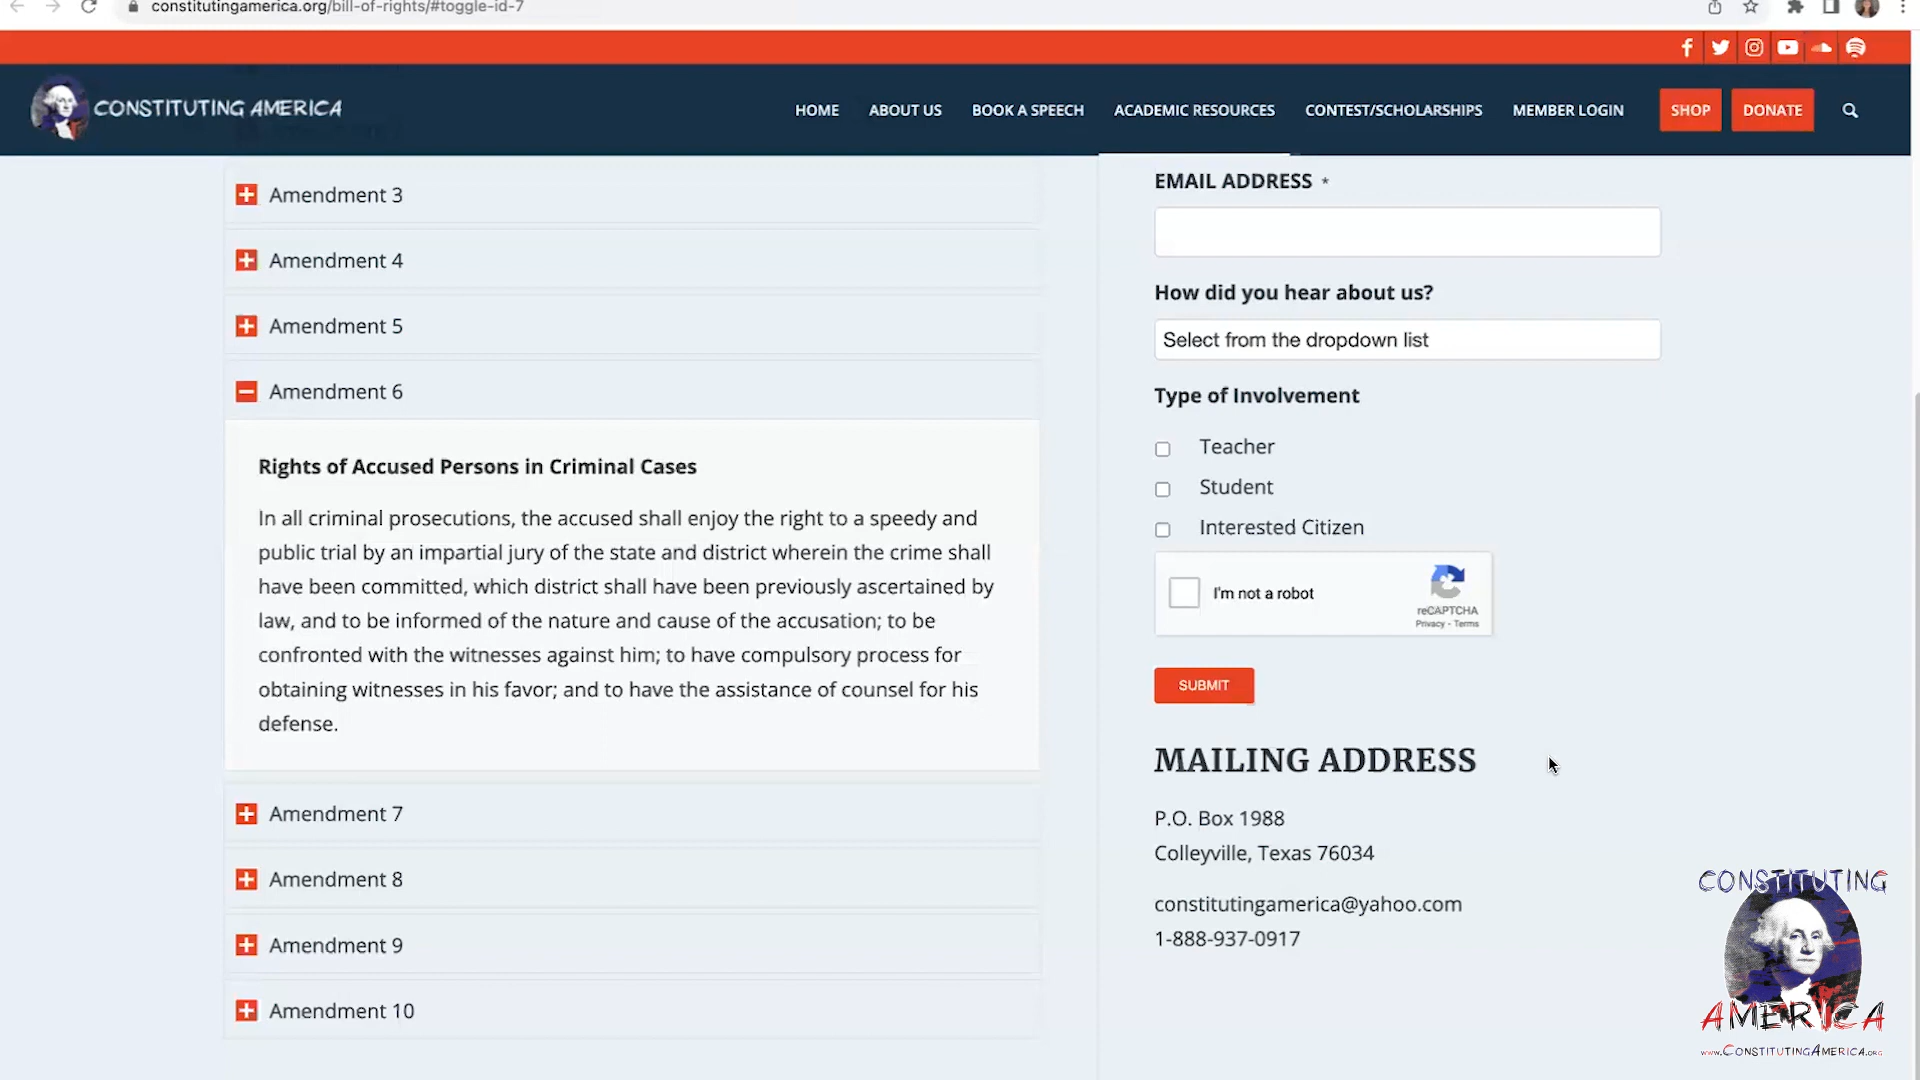 constitutingamerica.org/bill-of-rights/#toggle-id-7
CONSTITUTING AMERICA
HOME
ABOUT US
BOOK A SPEECH
ACADEMIC RESOURCES
CONTEST/SCHOLARSHIPS
MEMBER LOGIN
SHOP
DONATE
Amendment 3
Amendment 4
Amendment 5
Amendment 6
Rights of Accused Persons in Criminal Cases
In all criminal prosecutions, the accused shall enjoy the right to a speedy and
public trial by an impartial jury of the state and district wherein the crime shall
have been committed, which district shall have been previously ascertained by
law, and to be informed of the nature and cause of the accusation; to be
confronted with the witnesses against him; to have compulsory process for
obtaining witnesses in his favor; and to have the assistance of counsel for his
defense.
Amendment 7
Amendment 8
Amendment 9
Amendment 10
EMAIL ADDRESS *
How did you hear about us?
Select from the dropdown list
Type of Involvement
Teacher
Student
Interested Citizen
I'm not a robot
reCAPTCHA
Privacy - Terms
SUBMIT
MAILING ADDRESS
P.O. Box 1988
Colleyville, Texas 76034
constitutingamerica@yahoo.com
1-888-937-0917
CONSTITUTING
AMERICA
www.ConstitutingAmerica.org